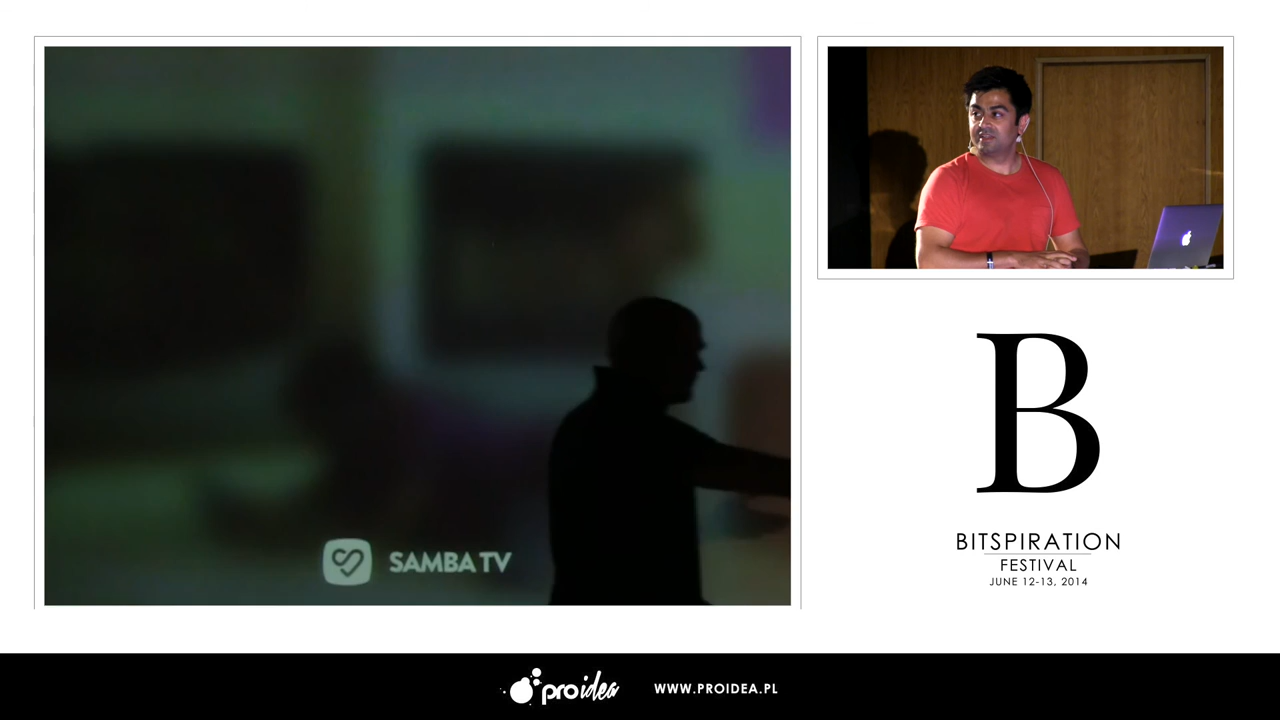 SAMBA TV
B
BITSPIRATION
FESTIVAL
JUNE 12-13, 2014
proidea
WWW.PROIDEA.PL